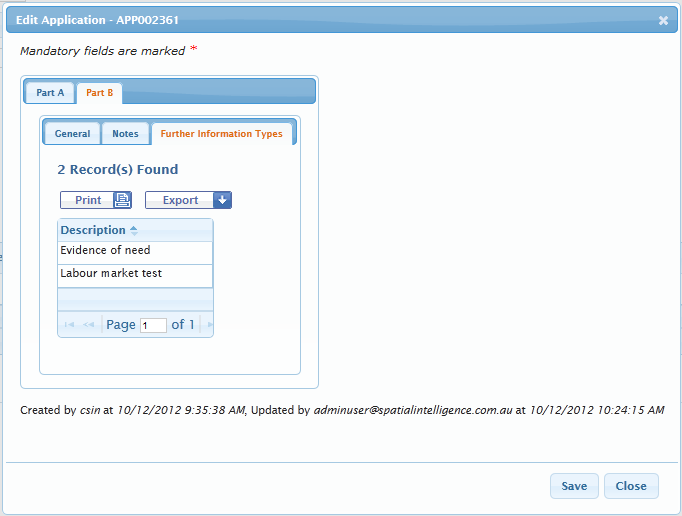 Edit Application - APP002361
Mandatory fields are marked *
Part A Part B
General Notes Further Information Types
2 Record(s) Found
Print Export
Description
Evidence of need
Labour market test
Page 1 of 1
Created by csin at 10/12/2012 9:35:38 AM, Updated by adminuser@spatialintelligence.com.au at 10/12/2012 10:24:15 AM
Save Close